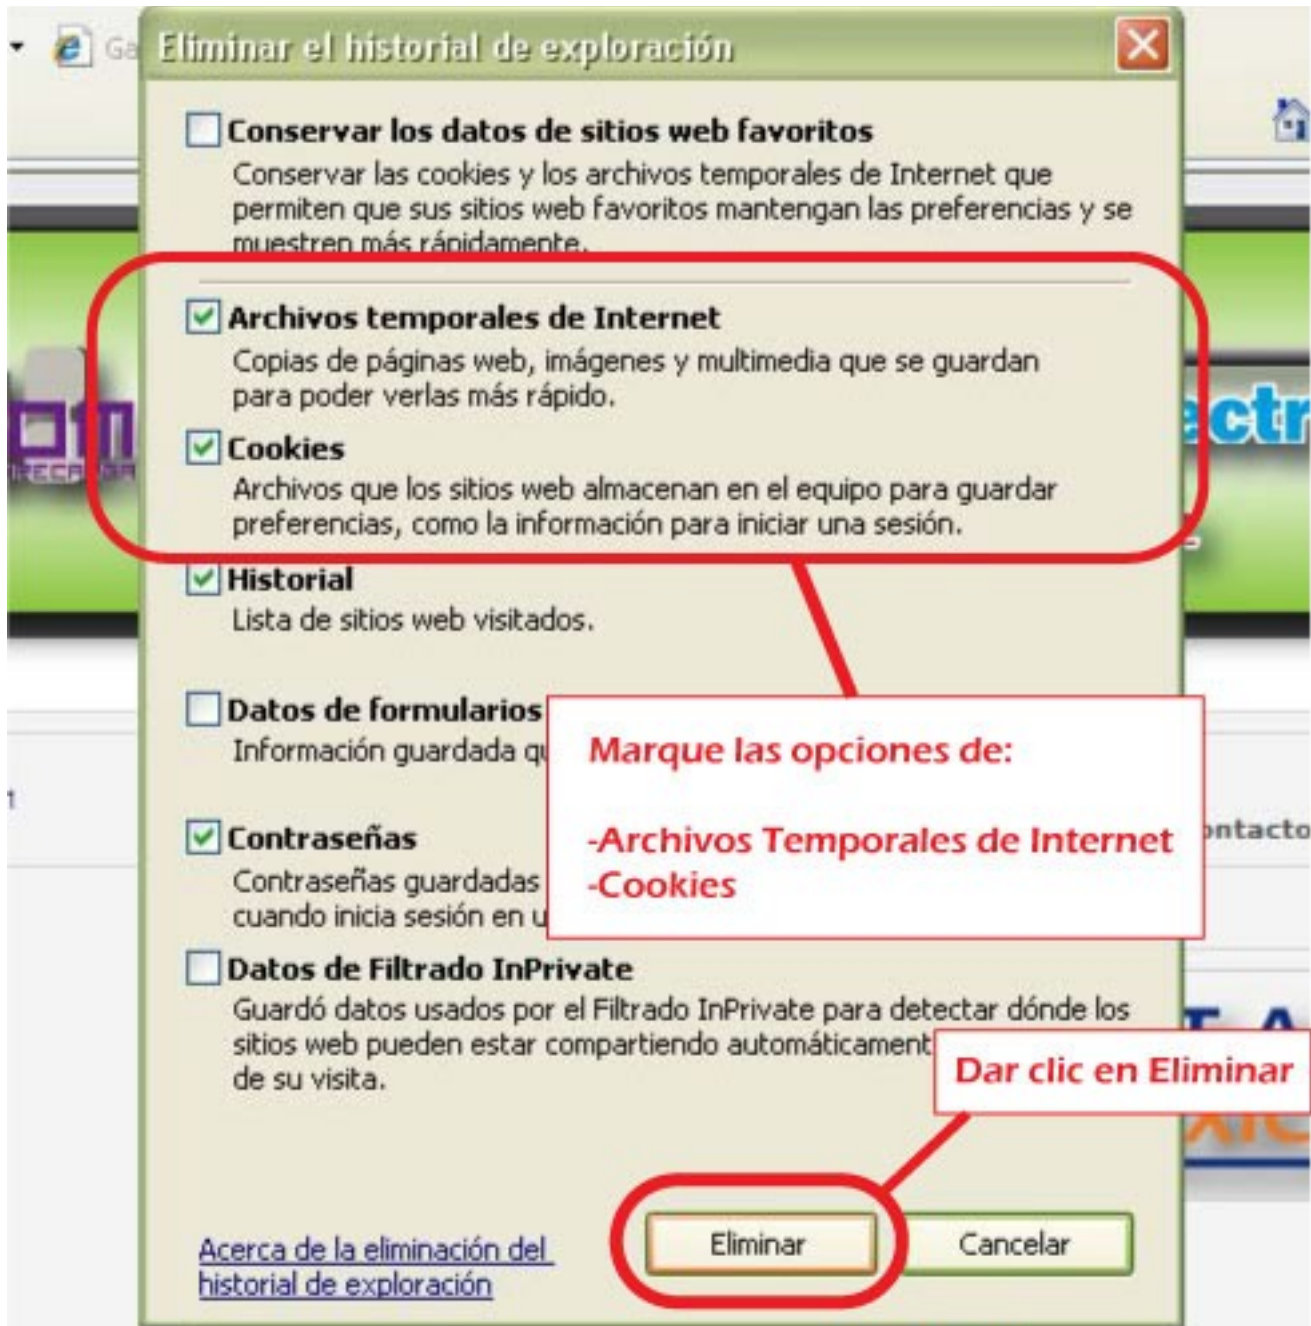 Ga
Eliminar el historial de exploración
Conservar los datos de sitios web favoritos
Conservar las cookies y los archivos temporales de Internet que
permiten que sus sitios web favoritos mantengan las preferencias y se
muestren más rápidamente.
Archivos temporales de Internet
Copias de páginas web, imágenes y multimedia que se guardan
para poder verlas más rápido.
Cookies
Archivos que los sitios web almacenan en el equipo para guardar
preferencias, como la información para iniciar una sesión.
Historial
Lista de sitios web visitados.
Datos de formularios
Información guardada qu
Marque las opciones de:
-Archivos Temporales de Internet
-Cookies
Contraseñas
Contraseñas guardadas
cuando inicia sesión en u
ontacto
ectr
Datos de Filtrado InPrivate
Guardó datos usados por el Filtrado InPrivate para detectar dónde los
sitios web pueden estar compartiendo automáticament
de su visita.
Dar clic en Eliminar
Acerca de la eliminación del
historial de exploración
Eliminar
Cancelar